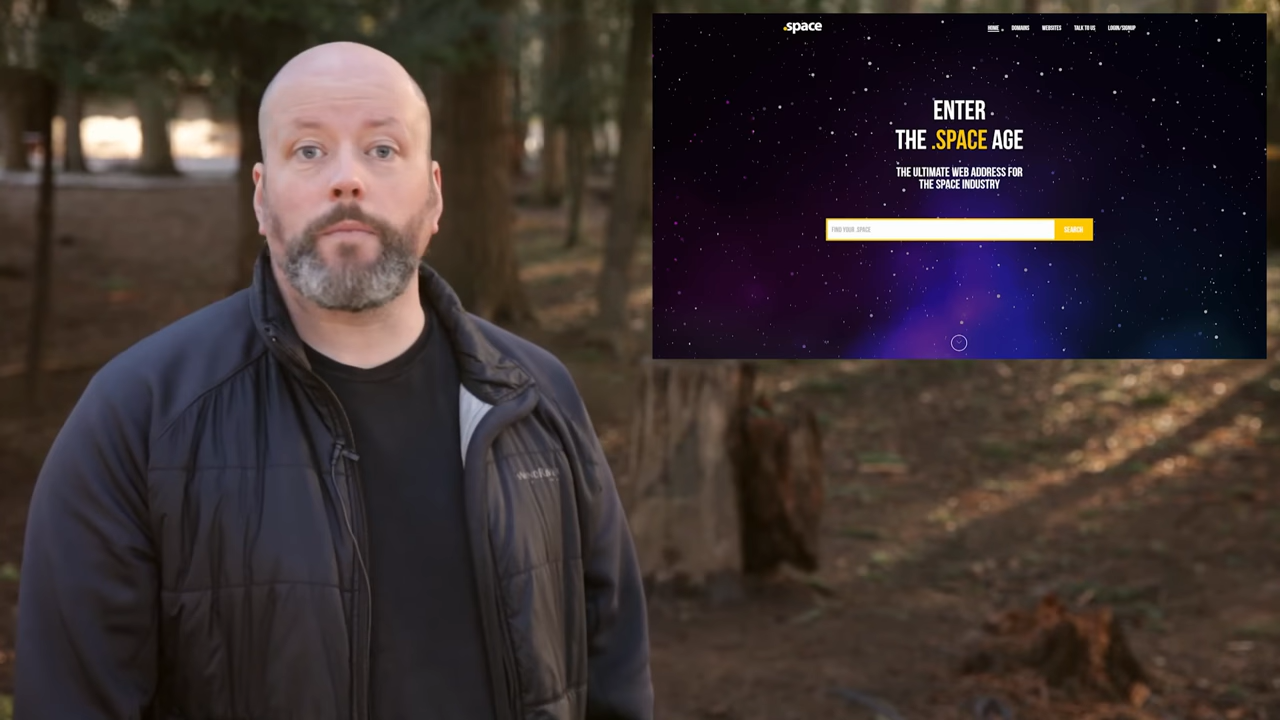 .space
HOME
DOMAINS
WEBSITES
TALK TO US
LOGIN/SIGNUP
ENTER
THE .SPACE AGE
THE ULTIMATE WEB ADDRESS FOR
THE SPACE INDUSTRY
FIND YOUR .SPACE
SEARCH